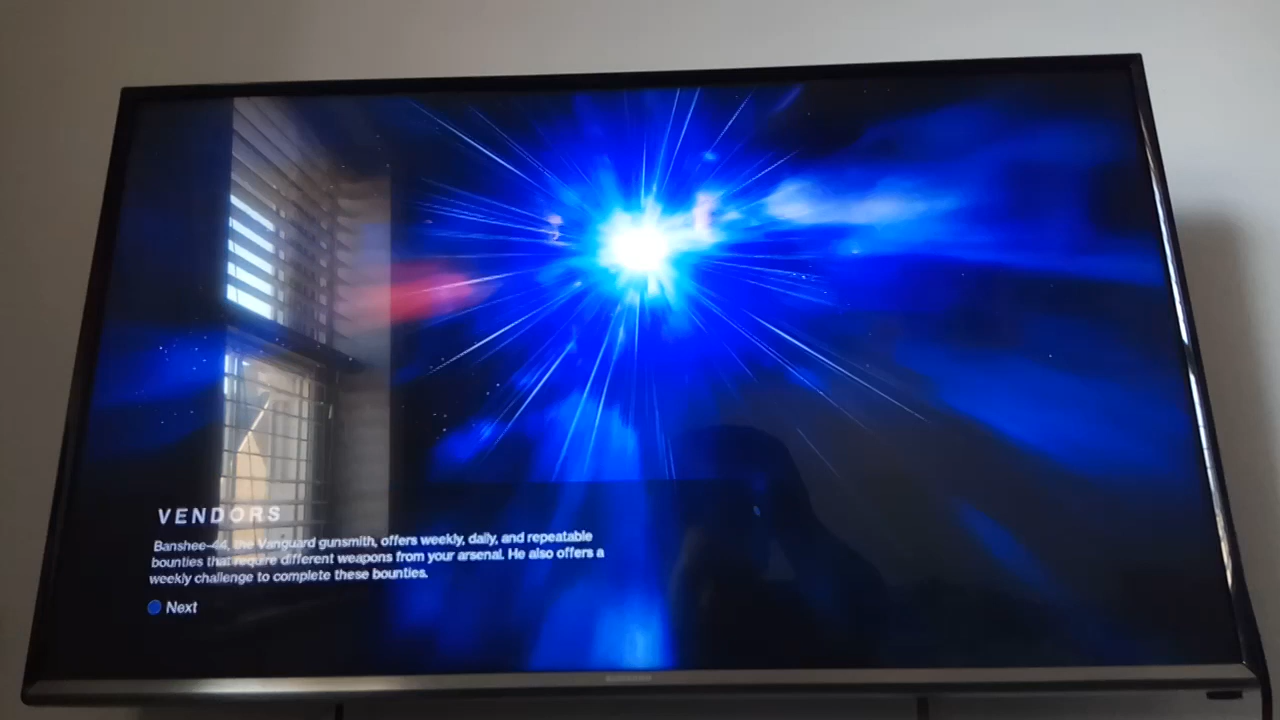 VENDORS
Banshee-44, the Vanguard gunsmith, offers weekly, daily, and repeatable
bounties that require different weapons from your arsenal. He also offers a
weekly challenge to complete these bounties.
Next